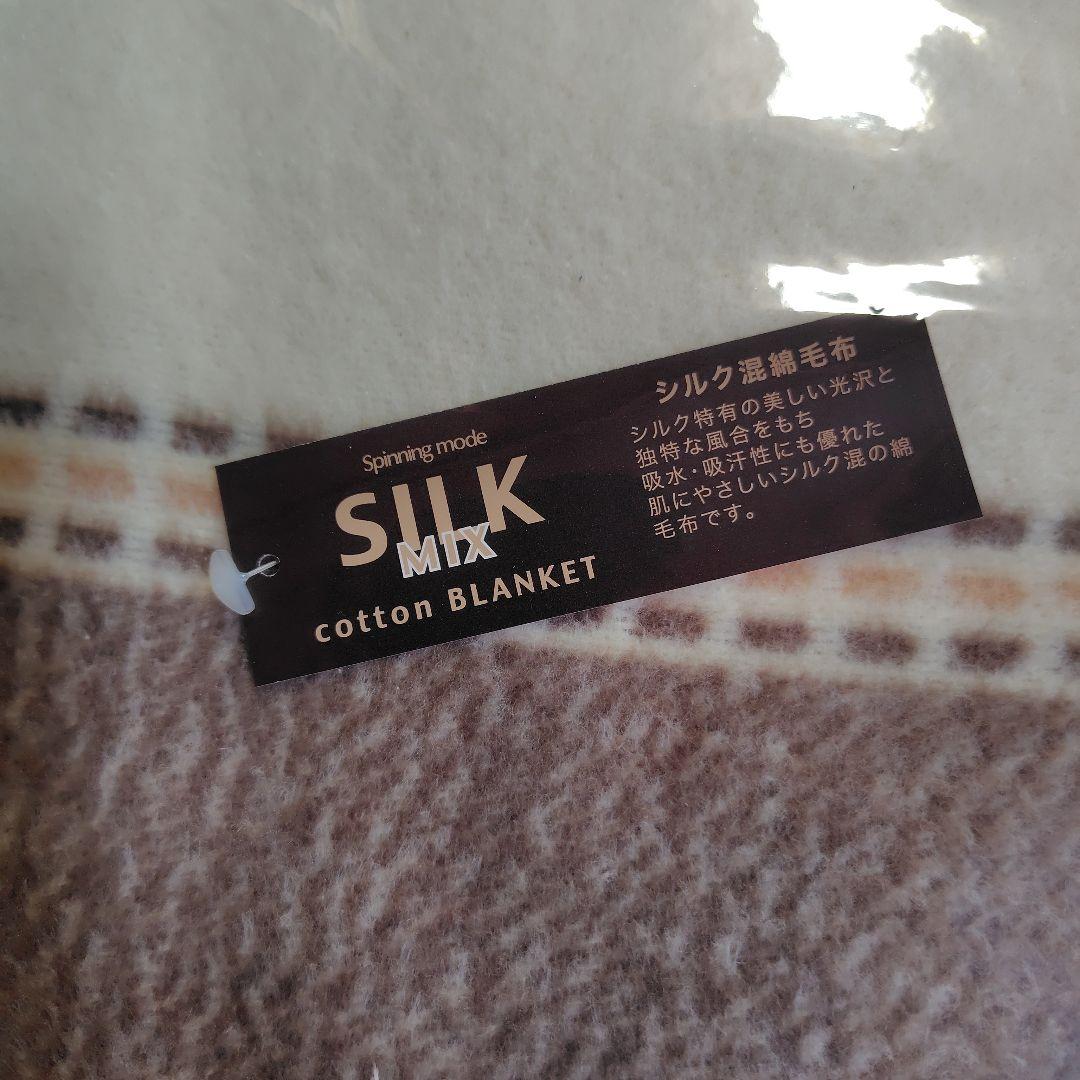 Spinning mode
SILK
MIX
cotton BLANKET
シルク混綿毛布
シルク特有の美しい光沢と
独特な風合をもち
吸水・吸汗性にも優れた
肌にやさしいシルク混の綿
毛布です。